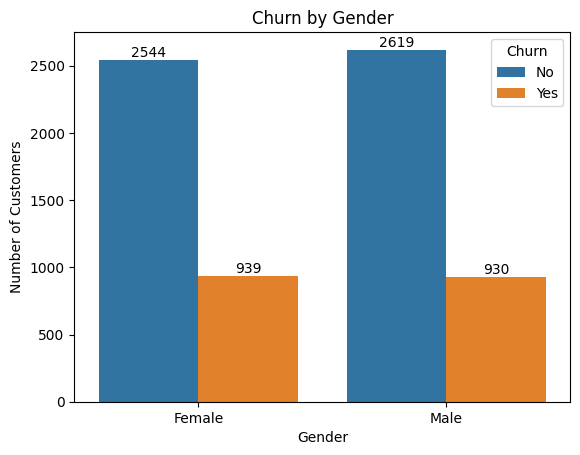 Churn by Gender
Churn
No
Yes
2544
939
2619
930
Number of Customers
2500
2000
1500
1000
500
0
Female
Male
Gender